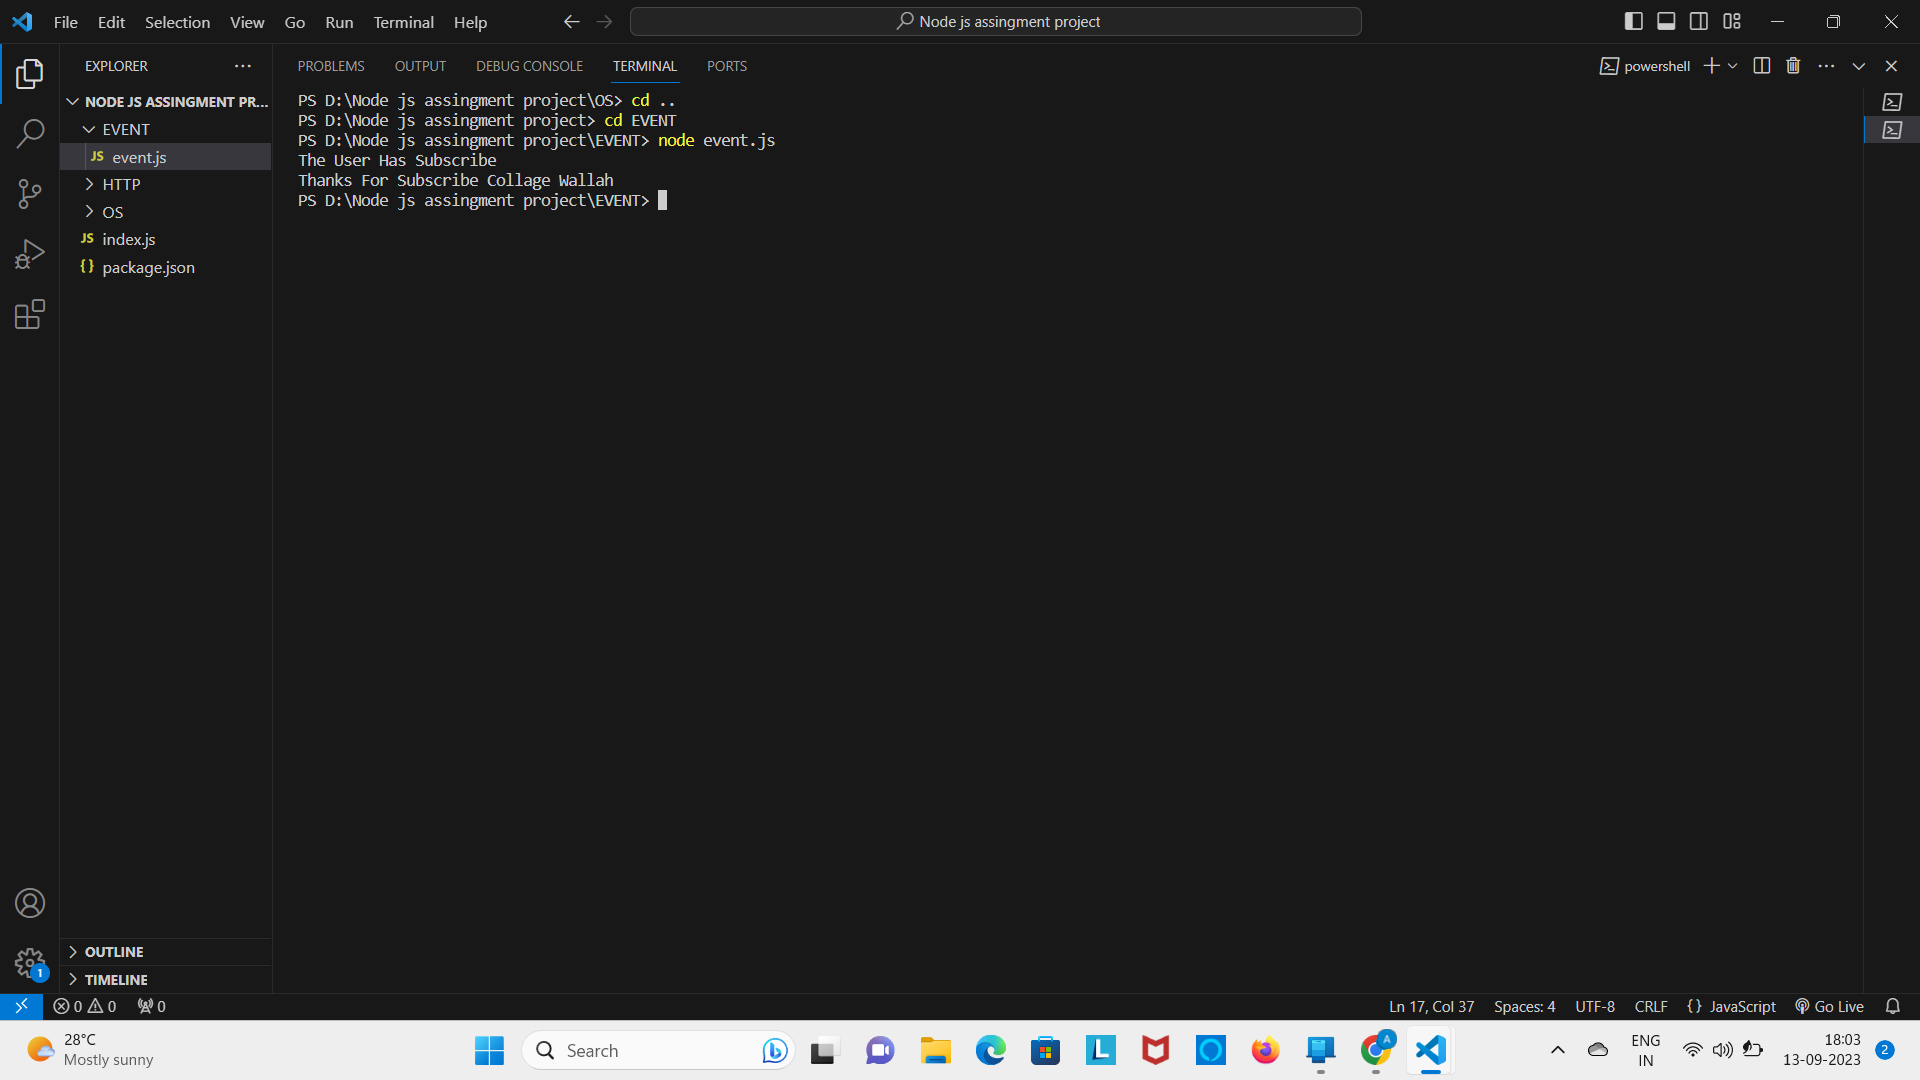 File Edit Selection View Go Run Terminal Help
Node js assingment project
EXPLORER
PROBLEMS OUTPUT DEBUG CONSOLE TERMINAL PORTS
powershell
NODE JS ASSINGMENT PR...
EVENT
JS event.js
HTTP
OS
JS index.js
{} package.json
PS D:\Node js assingment project\OS> cd ..
PS D:\Node js assingment project> cd EVENT
PS D:\Node js assingment project\EVENT> node event.js
The User Has Subscribe
Thanks For Subscribe Collage Wallah
PS D:\Node js assingment project\EVENT>
OUTLINE
TIMELINE
1
0 0 0
Ln 17, Col 37 Spaces: 4 UTF-8 CRLF {} JavaScript Go Live
28°C
Mostly sunny
Search
L
A
ENG
IN
18:03
13-09-2023
2